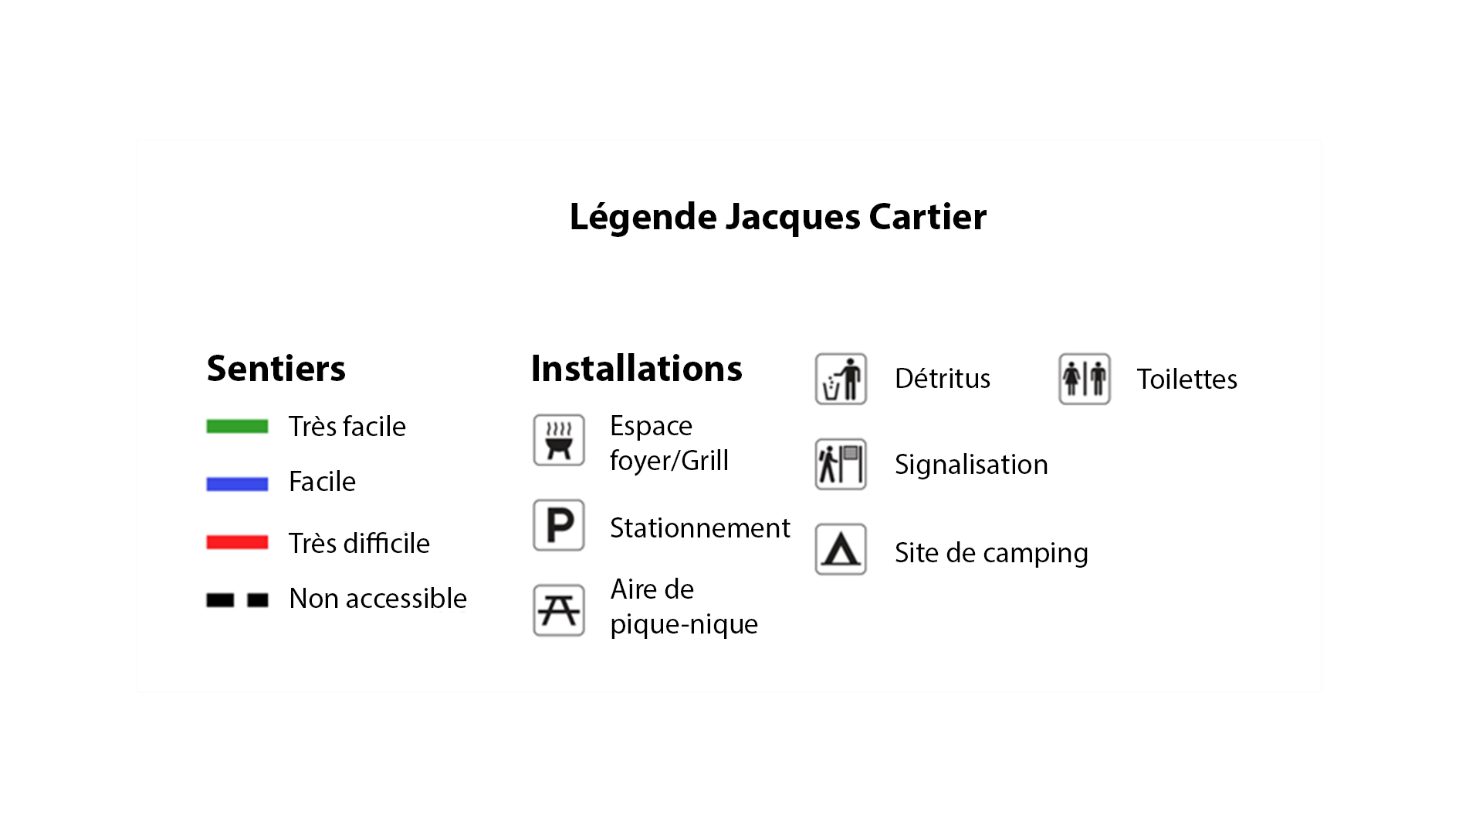 Légende Jacques Cartier
Sentiers
Très facile
Facile
Très difficile
Non accessible
Installations
Espace
foyer/Grill
P
Stationnement
Aire de
pique-nique
Détritus
Signalisation
Site de camping
Toilettes